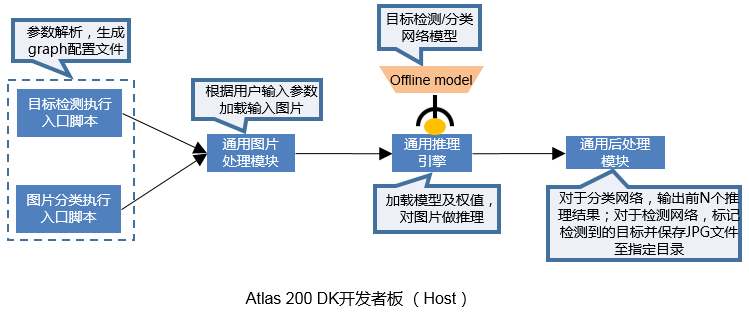 参数解析，生成
graph配置文件
目标检测执行
入口脚本
图片分类执行
入口脚本
根据用户输入参数
加载输入图片
通用图片
处理模块
目标检测/分类
网络模型
Offline model
通用推理
引擎
加载模型及权值，
对图片做推理
通用后处理
模块
对于分类网络，输出前N个推
理结果；对于检测网络，标记
检测到的目标并保存JPG文件
至指定目录
Atlas 200 DK开发者板（Host）